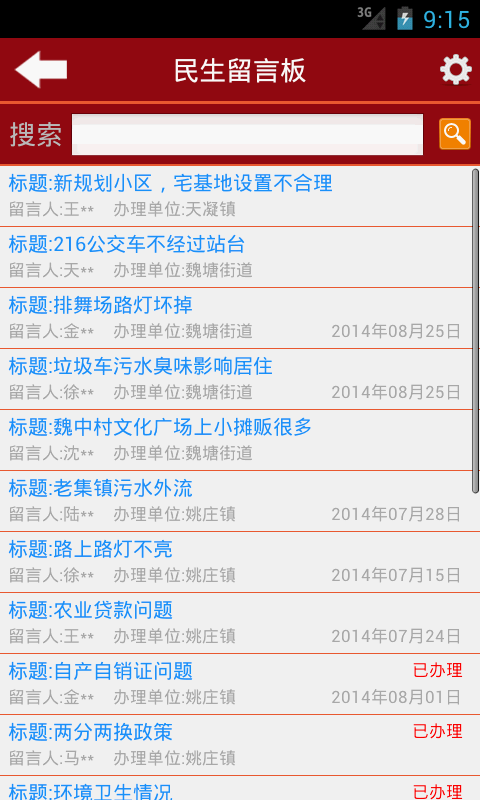 3G 9:15
民生留言板
搜索
标题:新规划小区，宅基地设置不合理
留言人:王** 办理单位:天凝镇
标题:216公交车不经过站台
留言人:天** 办理单位:魏塘街道
标题:排舞场路灯坏掉
留言人:金** 办理单位:魏塘街道 2014年08月25日
标题:垃圾车污水臭味影响居住
留言人:徐** 办理单位:魏塘街道 2014年08月25日
标题:魏中村文化广场上小摊贩很多
留言人:沈** 办理单位:魏塘街道
标题:老集镇污水外流
留言人:陆** 办理单位:姚庄镇 2014年07月28日
标题:路上路灯不亮
留言人:徐** 办理单位:姚庄镇 2014年07月15日
标题:农业贷款问题
留言人:王** 办理单位:姚庄镇 2014年07月24日
标题:自产自销证问题 已办理
留言人:金** 办理单位:姚庄镇 2014年08月01日
标题:两分两换政策 已办理
留言人:马** 办理单位:姚庄镇
标题:环境卫生情况 已办理